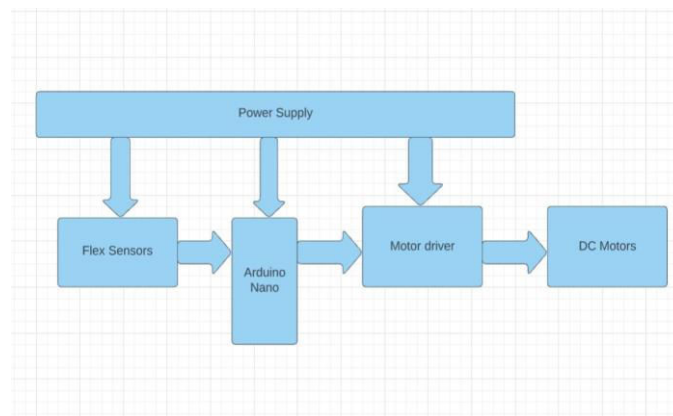 Power Supply
Flex Sensors
Arduino
Nano
Motor driver
DC Motors